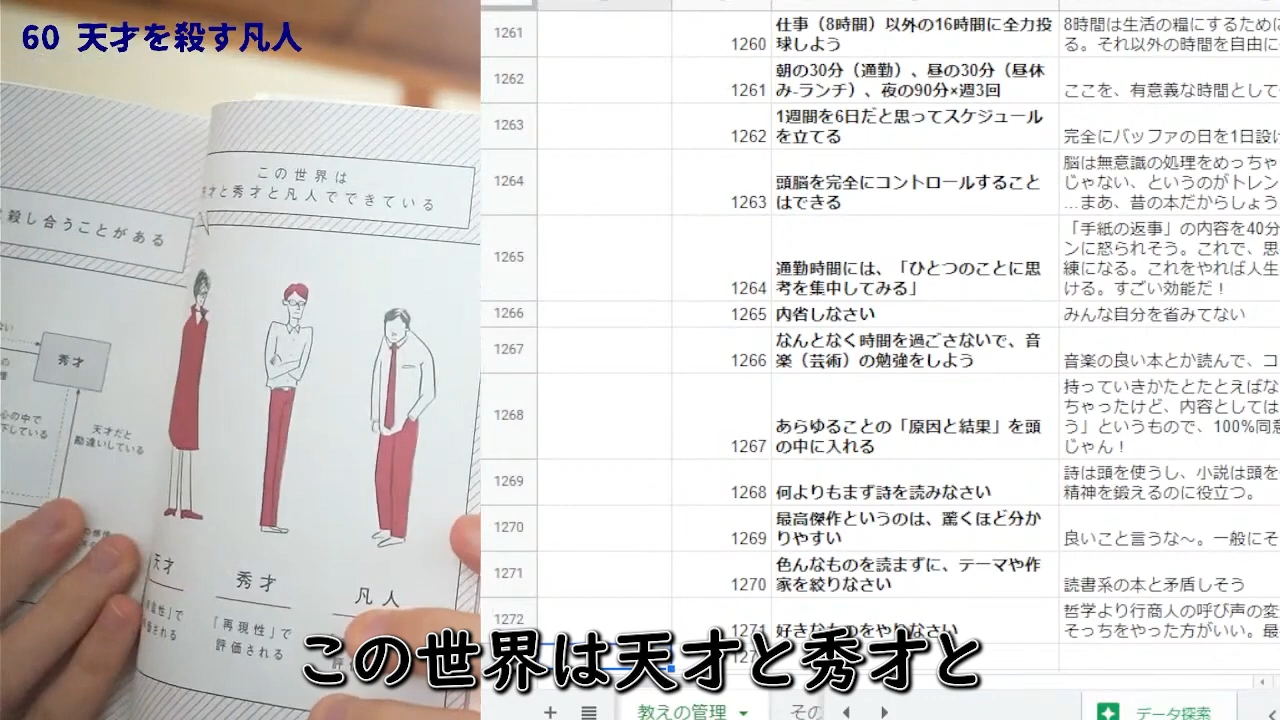 60 天才を殺す凡人
この世界は
才と秀才と凡人でできている
殺し合うことがある
秀才
心の中で
下している
天才だと
勘違いしている
天才
秀才
凡人
「再現性」で
評価される
1261
1260
仕事（8時間）以外の16時間に全力投
球しよう
8時間は生活の糧にするために
る。それ以外の時間を自由に
1262
1261
朝の30分（通勤）、昼の30分（昼休
み-ランチ）、夜の90分×週3回
ここを、有意義な時間として
1263
1262
1週間を6日だと思ってスケジュール
を立てる
完全にバッファの日を1日設け
1264
1263
頭脳を完全にコントロールすること
はできる
脳は無意識の処理をめっちゃ
じゃない、というのがトレン
…まあ、昔の本だからしょう
1265
1264
通勤時間には、「ひとつのことに思
考を集中してみる」
「手紙の返事」の内容を40分
ンに怒られそう。これで、思
練になる。これをやれば人生
ける。すごい効能だ！
1266
1265
内省しなさい
みんな自分を省みてない
1267
1266
なんとなく時間を過ごさないで、音
楽（芸術）の勉強をしよう
音楽の良い本とか読んで、コ
1268
1267
あらゆることの「原因と結果」を頭
の中に入れる
持っていきかたとたとえばな
ちゃったけど、内容としては
う」というもので、100%同意
じゃん！
1269
1268
何よりもまず詩を読みなさい
詩は頭を使うし、小説は頭を
精神を鍛えるのに役立つ。
1270
1269
最高傑作というのは、驚くほど分か
りやすい
良いこと言うな～。一般にそ
1271
1270
色んなものを読まずに、テーマや作
家を絞りなさい
読書系の本と矛盾しそう
1272
1271
好きなものをやりなさい
哲学より行商人の呼び声の変
そっちをやった方がいい。最
この世界は天才と秀才と
教えの管理
その
データ探索